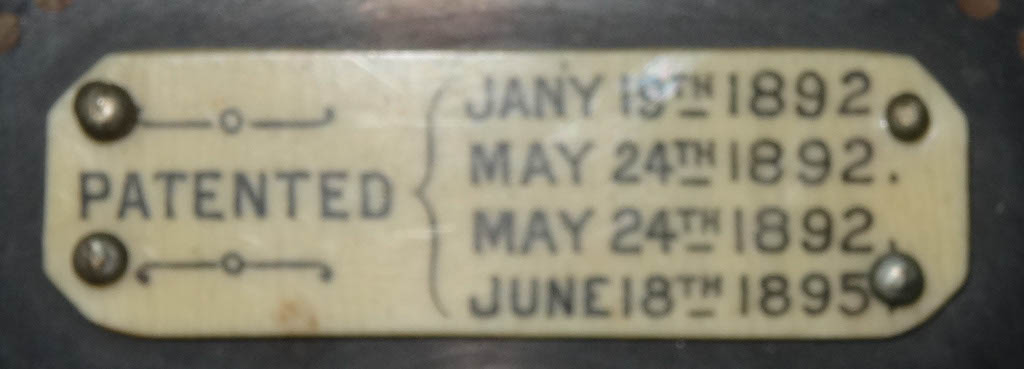 PATENTED
JANY 19TH 1892.
MAY 24TH 1892.
MAY 24TH 1892.
JUNE 18TH 1895